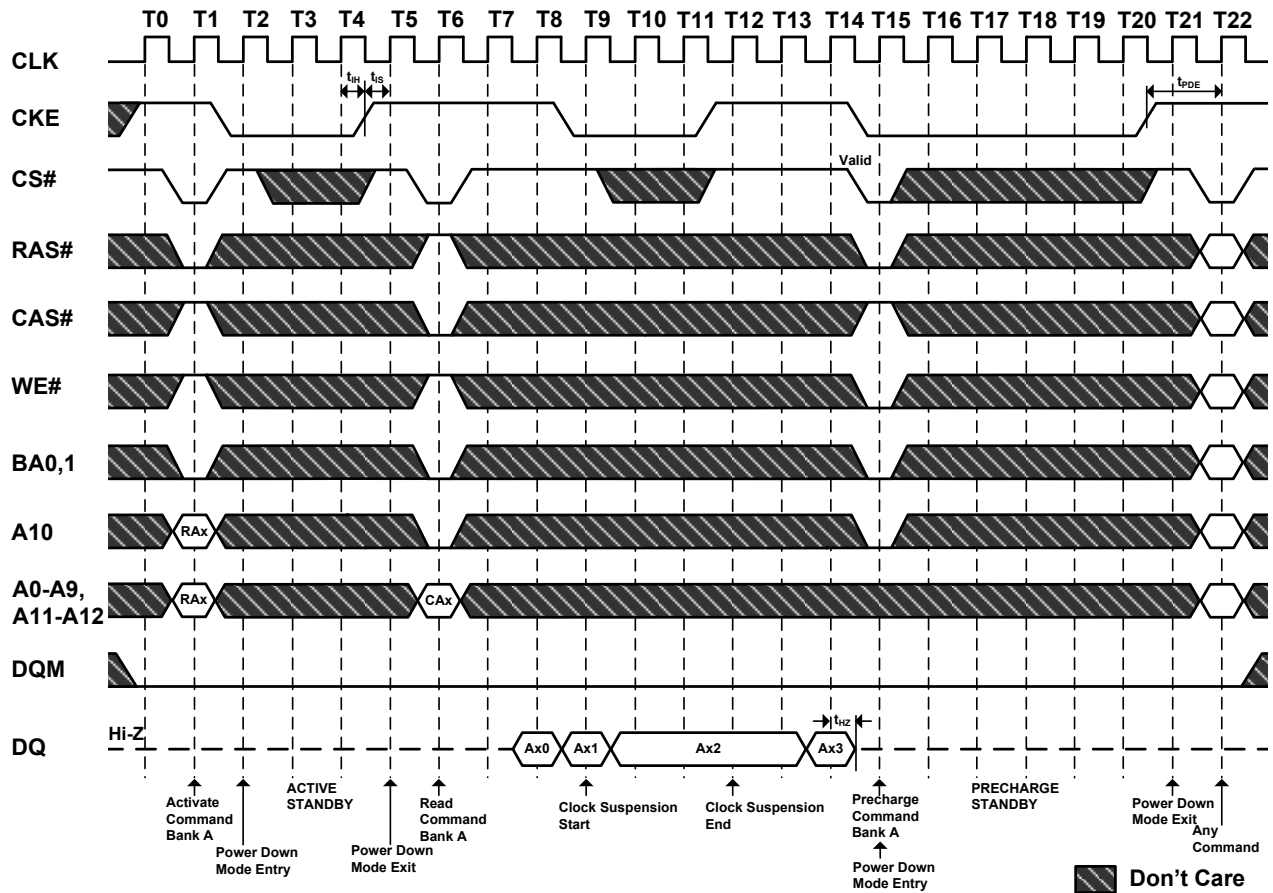 T0 T1 T2 T3 T4 T5 T6 T7 T8 T9 T10 T11 T12 T13 T14 T15 T16 T17 T18 T19 T20 T21 T22
CLK
tIH tIS
tPDE
CKE
Valid
CS#
RAS#
CAS#
WE#
BA0,1
A10
RAx
A0-A9,
A11-A12
RAx
CAx
DQM
Hi-Z
tHZ
DQ
Ax0 Ax1 Ax2 Ax3
Activate
Command
Bank A
Power Down
Mode Entry
ACTIVE
STANDBY
Power Down
Mode Exit
Read
Command
Bank A
Clock Suspension
Start
Clock Suspension
End
Precharge
Command
Bank A
Power Down
Mode Entry
PRECHARGE
STANDBY
Power Down
Mode Exit
Any
Command
Don't Care